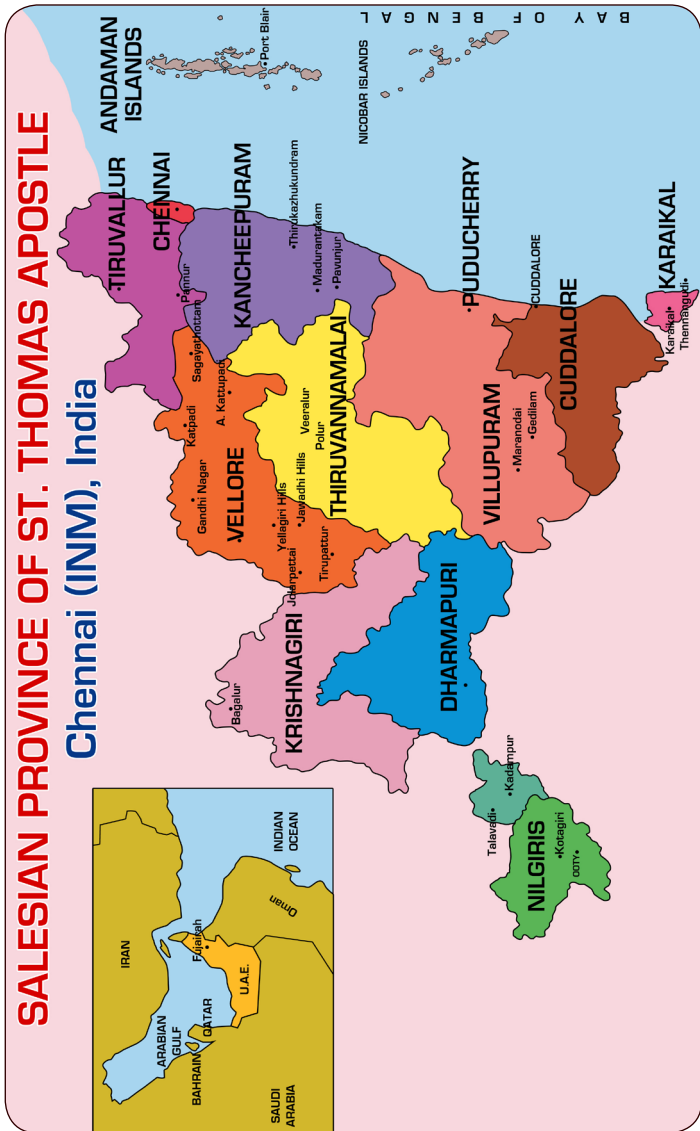 SALESIAN PROVINCE OF ST. THOMAS APOSTLE
Chennai (INM), India
IRAN
ARABIAN
GULF
BAHRAIN
QATAR
Fujairah
U.A.E.
Oman
INDIAN
OCEAN
SAUDI
ARABIA
ANDAMAN
ISLANDS
Port Blair
NICOBAR ISLANDS
BAY OF BENGAL
TIRUVALLUR
CHENNAI
Pannur
KANCHEEPURAM
Thirukazhukundram
Madurantakam
Pavunjur
Sagayathottam
A. Kattupadi
Katpadi
Gandhi Nagar
VELLORE
Yellagiri Hills
Jawadhi Hills
Jolarpettai
Tirupattur
Veeralur
Polur
THIRUVANNAMALAI
KRISHNAGIRI
Bagalur
DHARMAPURI
VILLUPURAM
Maranodai
Gedilam
PUDUCHERRY
CUDDALORE
CUDDALORE
KARAIKAL
Karaikal
Thennangudi
Talavadi
Kadampur
NILGIRIS
Kotagiri
OOTY